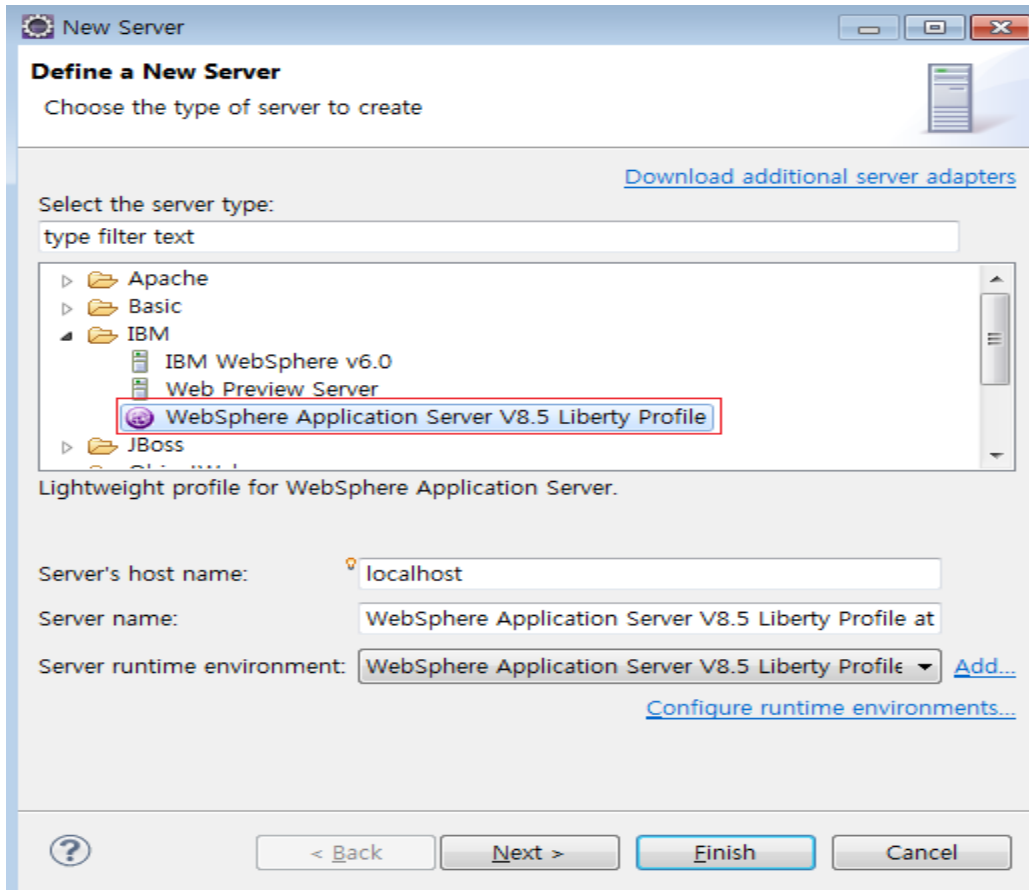 New Server
Define a New Server
Choose the type of server to create
Download additional server adapters
Select the server type:
type filter text
Apache
Basic
IBM
IBM WebSphere v6.0
Web Preview Server
WebSphere Application Server V8.5 Liberty Profile
JBoss
Lightweight profile for WebSphere Application Server.
Server's host name: localhost
Server name: WebSphere Application Server V8.5 Liberty Profile at
Server runtime environment: WebSphere Application Server V8.5 Liberty Profile Add...
Configure runtime environments...
? < Back Next > Finish Cancel